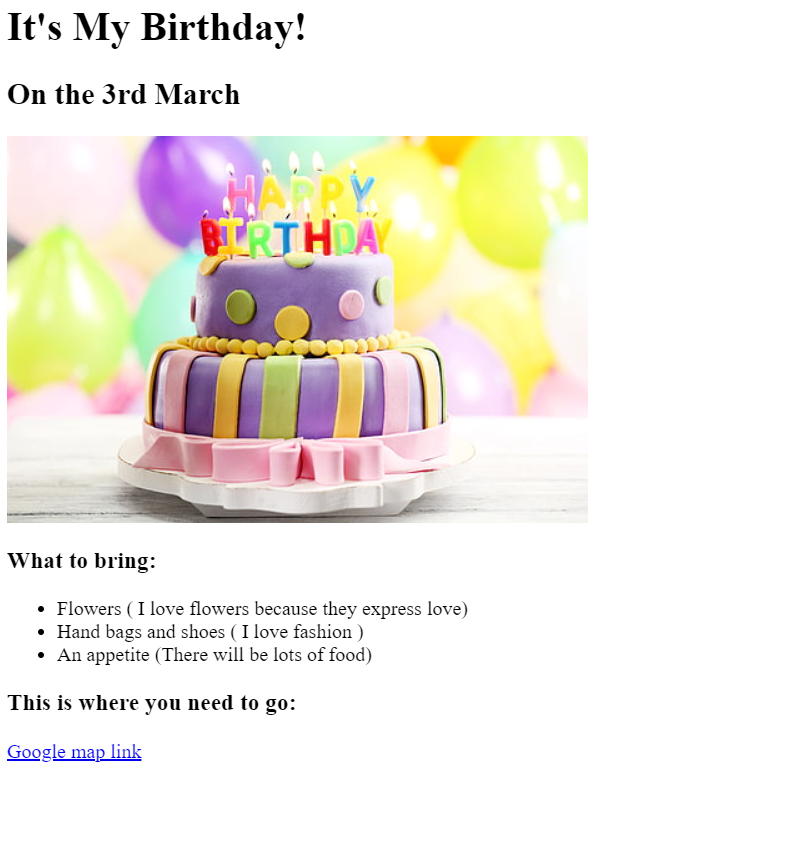 It's My Birthday!
On the 3rd March
HAPPY
BIRTHDAY
What to bring:
• Flowers ( I love flowers because they express love)
• Hand bags and shoes ( I love fashion )
• An appetite (There will be lots of food)
This is where you need to go:
Google map link